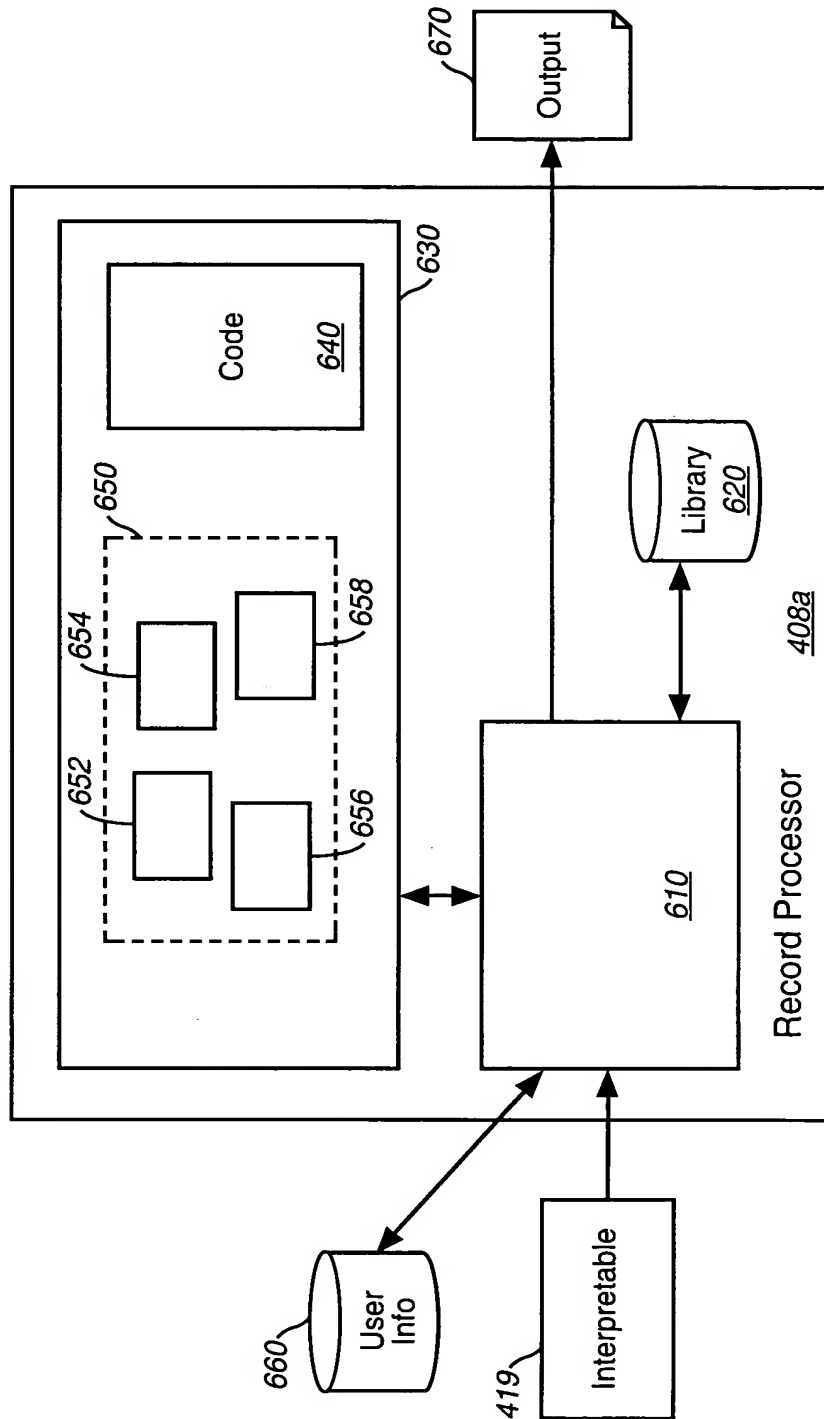 660
User
Info
419
Interpretable
652
654
650
656
658
Code
640
630
610
Library
620
Record Processor
408a
670
Output